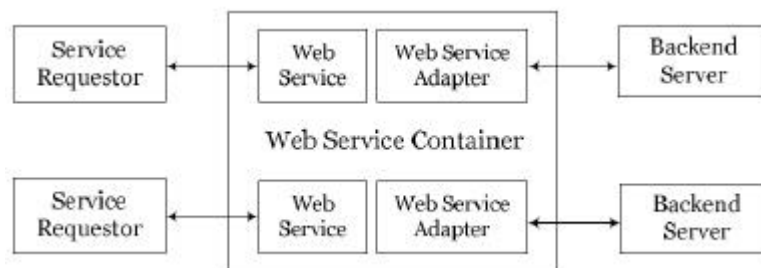 Service
Requestor
Web
Service
Web Service
Adapter
Backend
Server
Web Service Container
Service
Requestor
Web
Service
Web Service
Adapter
Backend
Server